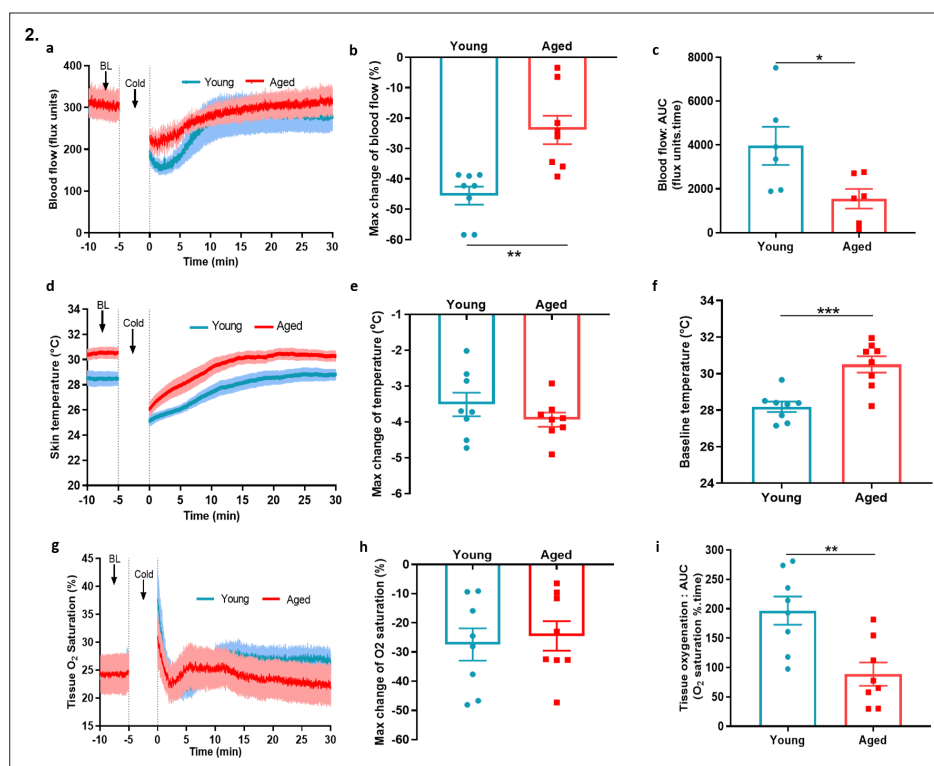 2.
a
BL
Cold
Young
Aged
Blood flow (flux units)
400
300
200
100
0
-10 -5 0 5 10 15 20 25 30
Time (min)
b
Young Aged
Max change of blood flow (%)
0
-10
-20
-30
-40
-50
-60
**
c
*
Blood flow: AUC
(flux units.time)
8000
6000
4000
2000
0
Young Aged
d
BL
Cold
Young
Aged
Skin temperature (°C)
34
32
30
28
26
24
22
20
-10 -5 0 5 10 15 20 25 30
Time (min)
e
Young Aged
Max change of temperature (°C)
-1
-2
-3
-4
-5
-6
f
***
Baseline temperature (°C)
34
32
30
28
26
24
Young Aged
g
BL
Cold
Young
Aged
Tissue O2 Saturation (%)
45
40
35
30
25
20
15
-10 -5 0 5 10 15 20 25 30
Time (min)
h
Young Aged
Max change of O2 saturation (%)
0
-10
-20
-30
-40
-50
-60
i
**
Tissue oxygenation : AUC
(O2 saturation %.time)
300
250
200
150
100
50
0
Young Aged